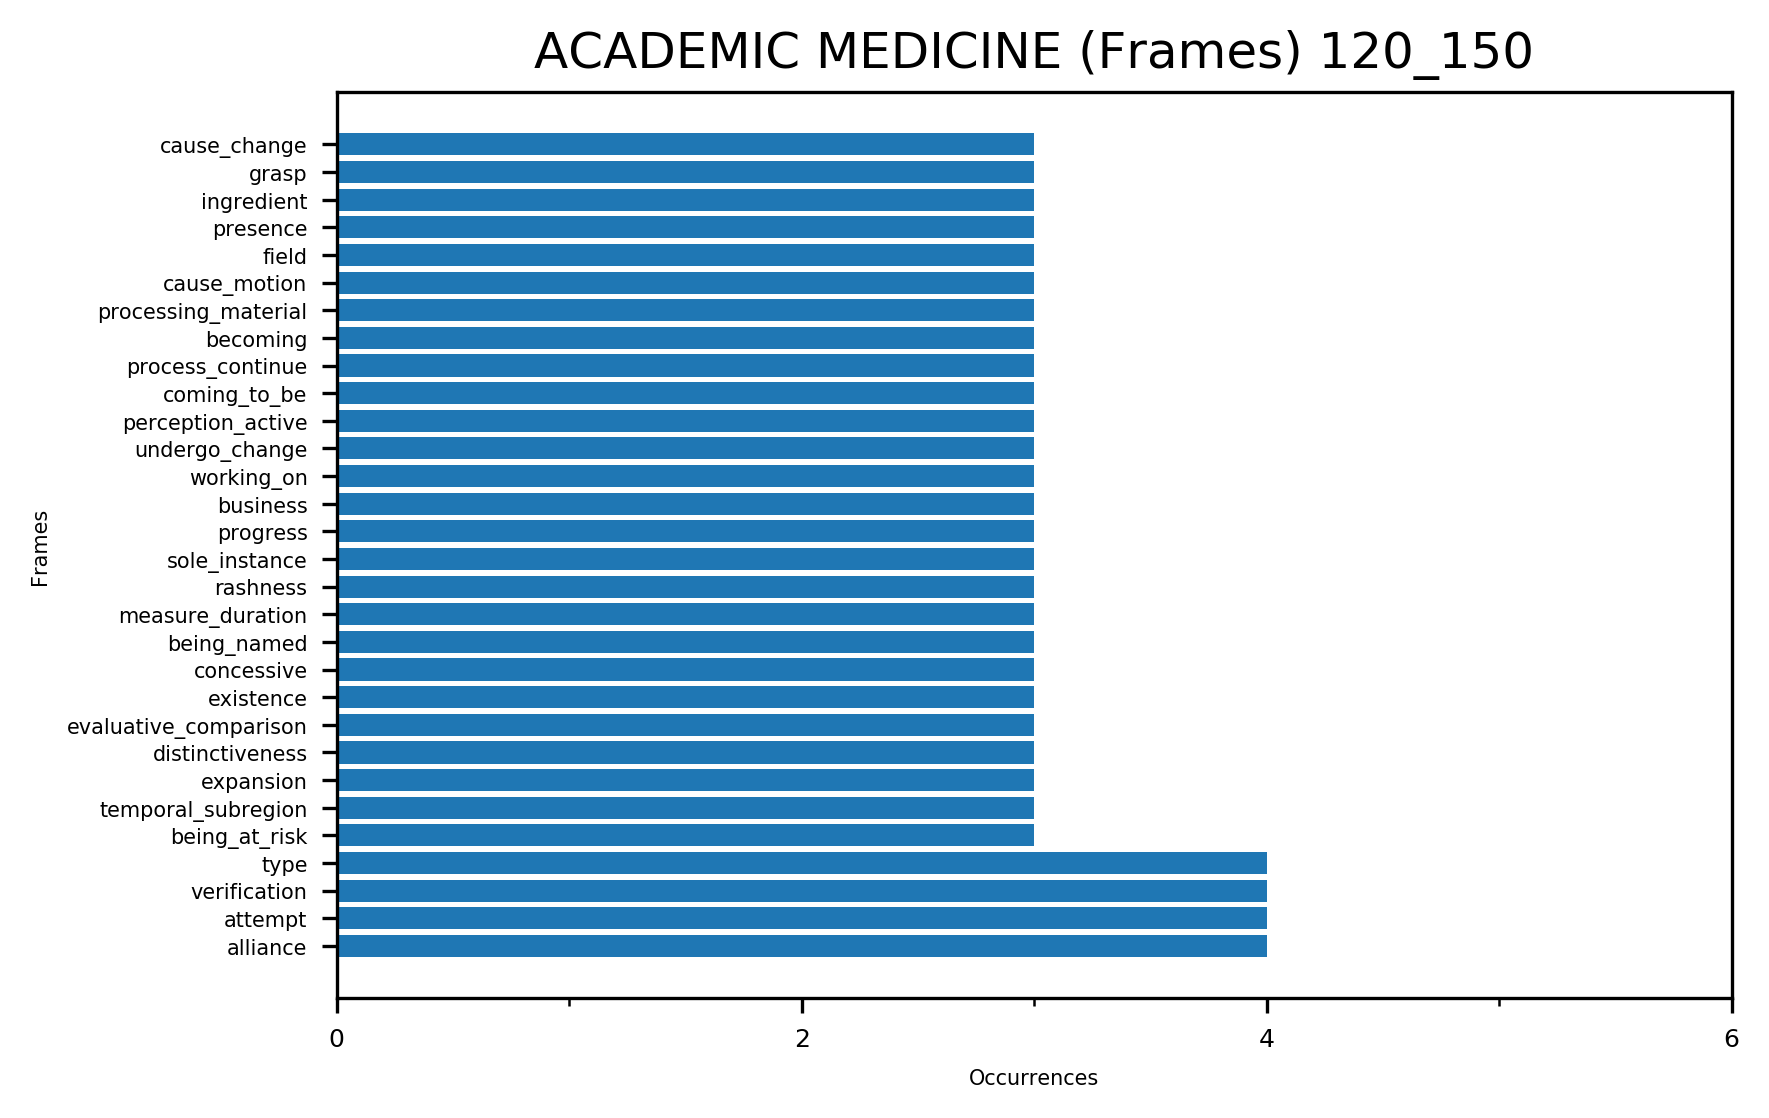 ACADEMIC MEDICINE (Frames) 120_150
cause_change
grasp
ingredient
presence
field
cause_motion
processing_material
becoming
process_continue
coming_to_be
perception_active
undergo_change
working_on
business
progress
sole_instance
rashness
measure_duration
being_named
concessive
existence
evaluative_comparison
distinctiveness
expansion
temporal_subregion
being_at_risk
type
verification
attempt
alliance
Frames
0 2 4 6
Occurrences